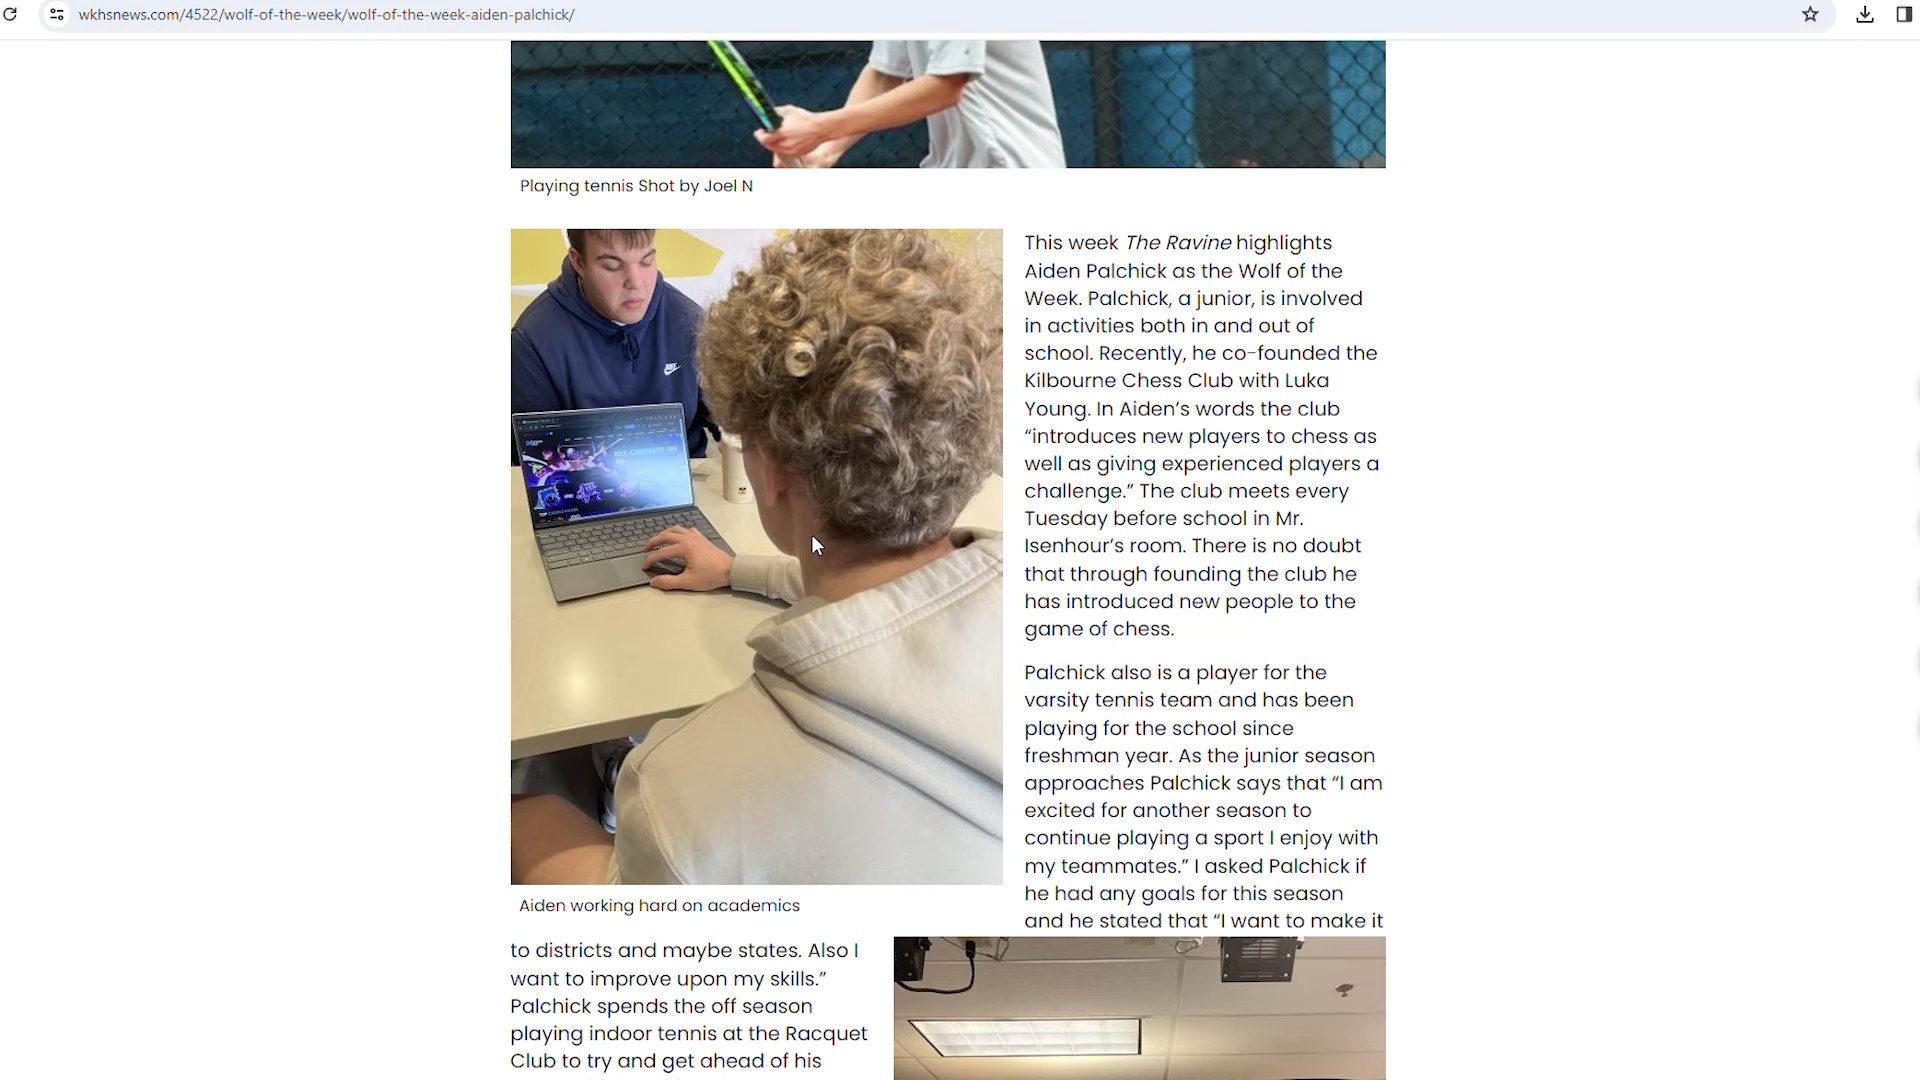 wkhsnews.com/4522/wolf-of-the-week/wolf-of-the-week-aiden-palchick/
Playing tennis Shot by Joel N
This week The Ravine highlights
Aiden Palchick as the Wolf of the
Week. Palchick, a junior, is involved
in activities both in and out of
school. Recently, he co-founded the
Kilbourne Chess Club with Luka
Young. In Aiden’s words the club
“introduces new players to chess as
well as giving experienced players a
challenge.” The club meets every
Tuesday before school in Mr.
Isenhour’s room. There is no doubt
that through founding the club he
has introduced new people to the
game of chess.
Palchick also is a player for the
varsity tennis team and has been
playing for the school since
freshman year. As the junior season
approaches Palchick says that “I am
excited for another season to
continue playing a sport I enjoy with
my teammates.” I asked Palchick if
he had any goals for this season
and he stated that “I want to make it
Aiden working hard on academics
to districts and maybe states. Also I
want to improve upon my skills.”
Palchick spends the off season
playing indoor tennis at the Racquet
Club to try and get ahead of his